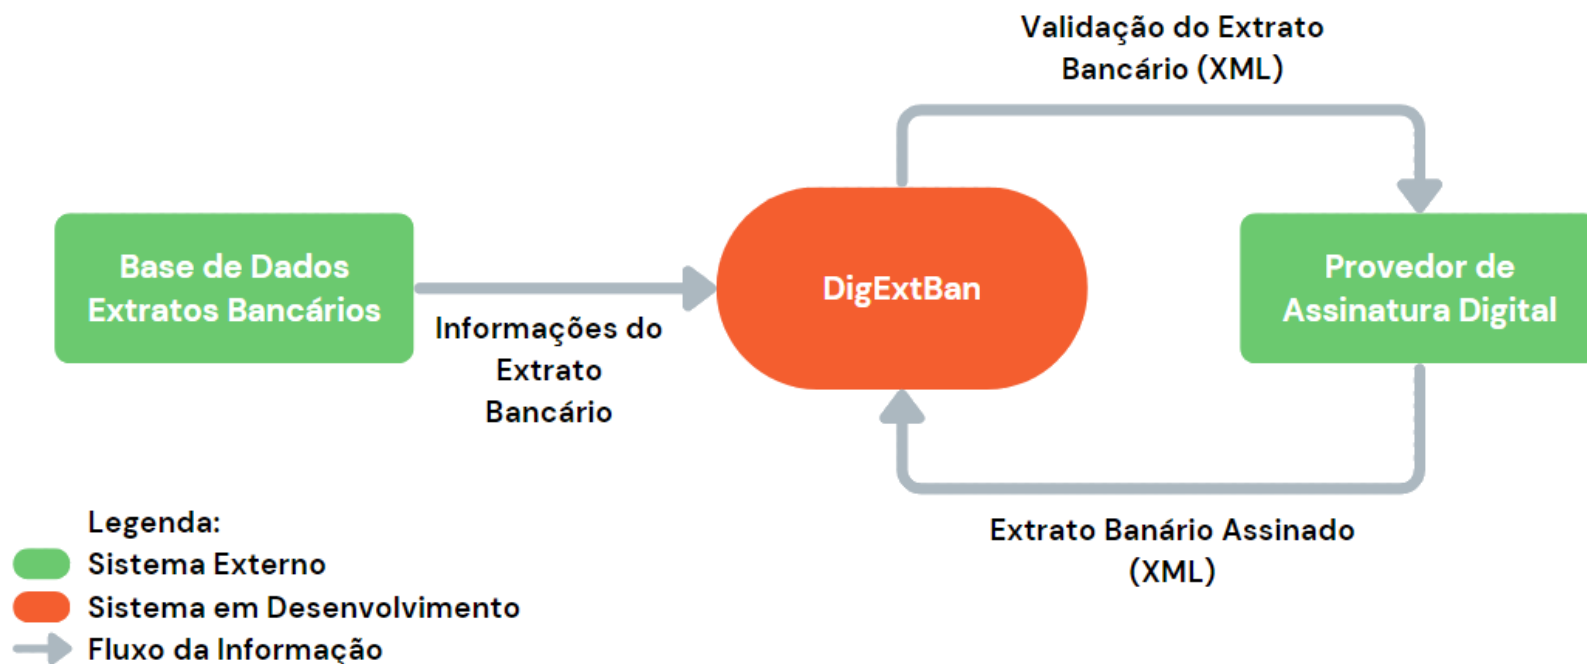 Validação do Extrato
Bancário (XML)
Base de Dados
Extratos Bancários
Informações do
Extrato
Bancário
DigExtBan
Provedor de
Assinatura Digital
Extrato Banário Assinado
(XML)
Legenda:
Sistema Externo
Sistema em Desenvolvimento
Fluxo da Informação